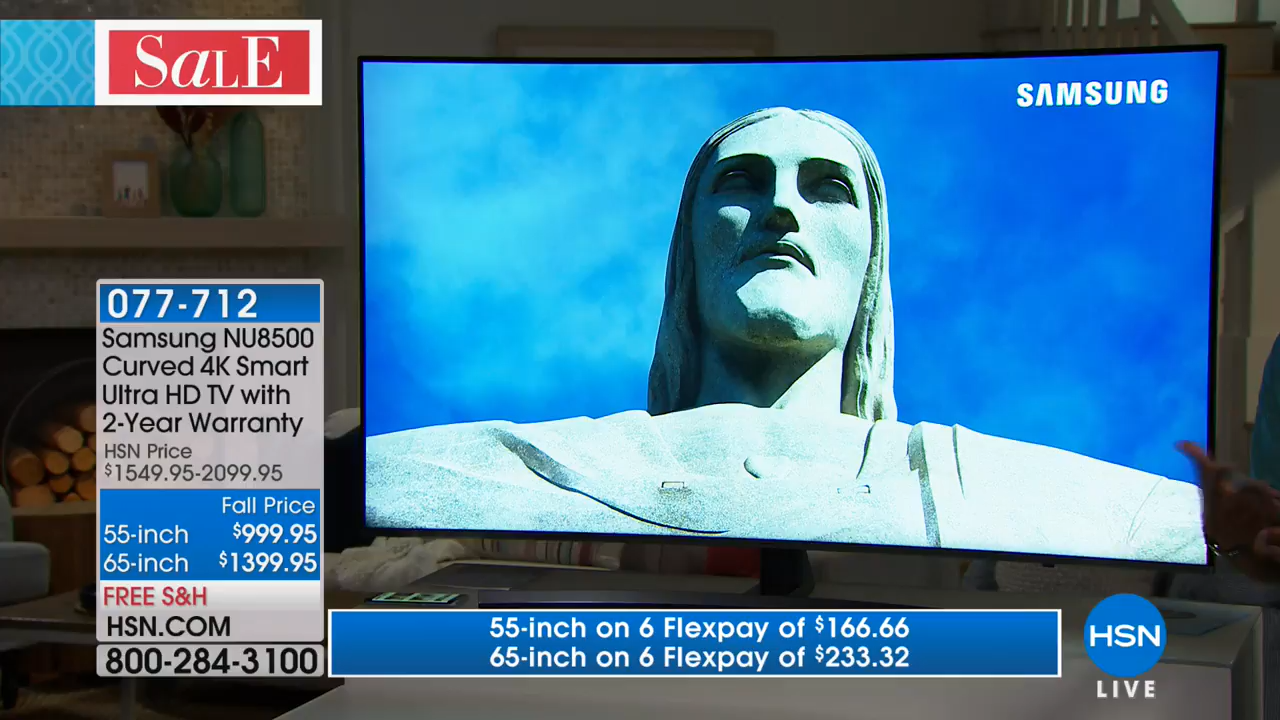 SALE
SAMSUNG
077-712
Samsung NU8500
Curved 4K Smart
Ultra HD TV with
2-Year Warranty
HSN Price
$1549.95-2099.95
Fall Price
55-inch $999.95
65-inch $1399.95
FREE S&H
HSN.COM
800-284-3100
55-inch on 6 Flexpay of $166.66
65-inch on 6 Flexpay of $233.32
HSN
LIVE